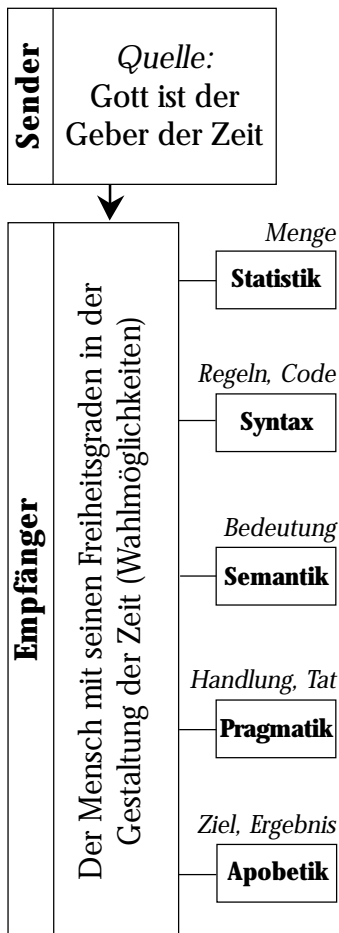 Sender
Quelle:
Gott ist der
Geber der Zeit
Empfänger
Der Mensch mit seinen Freiheitsgraden in der
Gestaltung der Zeit (Wahlmöglichkeiten)
Menge
Statistik
Regeln, Code
Syntax
Bedeutung
Semantik
Handlung, Tat
Pragmatik
Ziel, Ergebnis
Apobetik